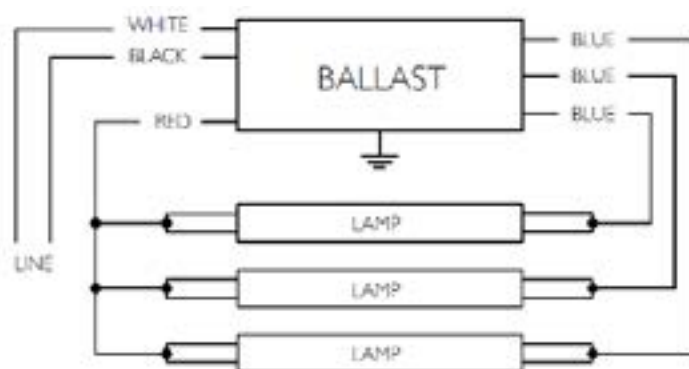 WHITE
BLACK
RED
BALLAST
BLUE
BLUE
BLUE
LINE
LAMP
LAMP
LAMP